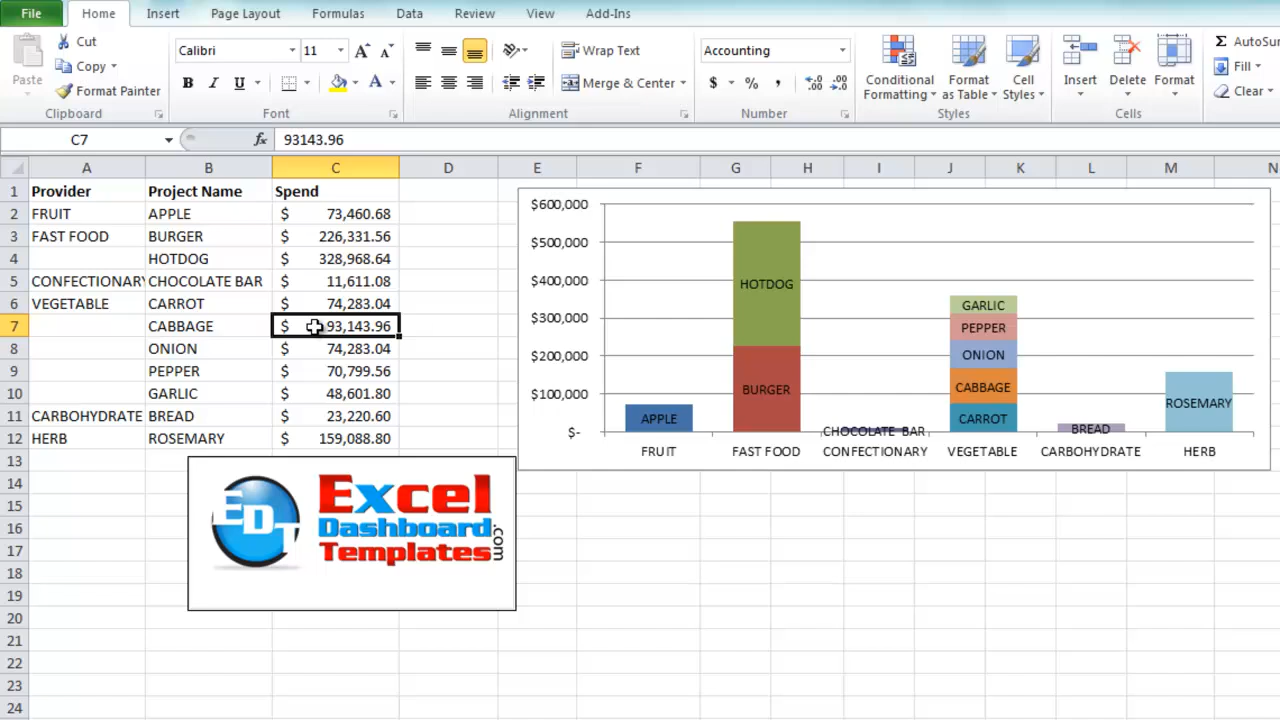 File Home Insert Page Layout Formulas Data Review View Add-Ins
Paste Cut Copy Format Painter Clipboard
Calibri 11 A A B I U A Font
Wrap Text Merge & Center Alignment
Accounting $ % , .0 .00 .00 .0 Number
Conditional Formatting Format as Table Cell Styles Styles
Insert Delete Format Cells
Σ AutoSu Fill Clear
C7 fx 93143.96
A B C D E F G H I J K L M N
1 Provider Project Name Spend
2 FRUIT APPLE $ 73,460.68
3 FAST FOOD BURGER $ 226,331.56
4 HOTDOG $ 328,968.64
5 CONFECTIONARY CHOCOLATE BAR $ 11,611.08
6 VEGETABLE CARROT $ 74,283.04
7 CABBAGE $ 93,143.96
8 ONION $ 74,283.04
9 PEPPER $ 70,799.56
10 GARLIC $ 48,601.80
11 CARBOHYDRATE BREAD $ 23,220.60
12 HERB ROSEMARY $ 159,088.80
13
14
15
16
17
18
19
20
21
22
23
24
$600,000
$500,000
$400,000
$300,000
$200,000
$100,000
$-
APPLE
HOTDOG
BURGER
CHOCOLATE BAR
GARLIC
PEPPER
ONION
CABBAGE
CARROT
BREAD
ROSEMARY
FRUIT FAST FOOD CONFECTIONARY VEGETABLE CARBOHYDRATE HERB
EDT
Excel
Dashboard
Templates
.com